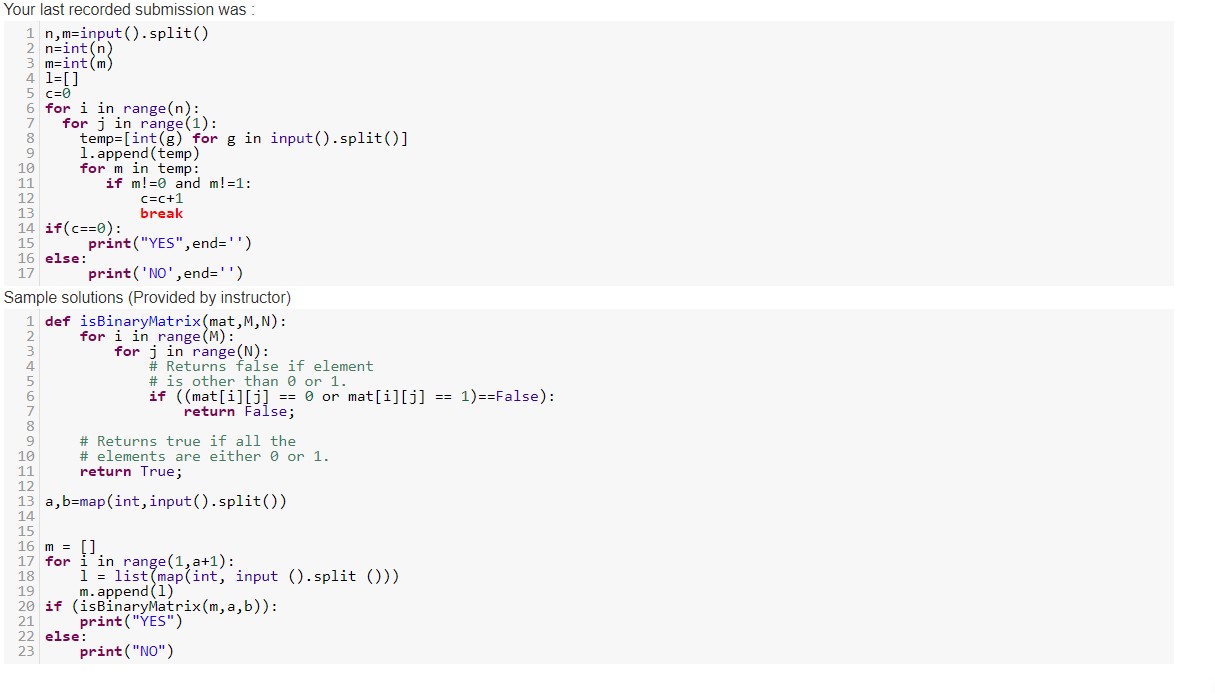 Your last recorded submission was :
1 n,m=input().split()
2 n=int(n)
3 m=int(m)
4 l=[]
5 c=0
6 for i in range(n):
7   for j in range(1):
8     temp=[int(g) for g in input().split()]
9     l.append(temp)
10     for m in temp:
11        if m!=0 and m!=1:
12            c=c+1
13            break
14 if(c==0):
15      print("YES",end='')
16 else:
17      print('NO',end='')
Sample solutions (Provided by instructor)
1 def isBinaryMatrix(mat,M,N):
2     for i in range(M):
3         for j in range(N):
4             # Returns false if element
5             # is other than 0 or 1.
6             if ((mat[i][j] == 0 or mat[i][j] == 1)==False):
7                 return False;
8
9     # Returns true if all the
10     # elements are either 0 or 1.
11     return True;
12
13 a,b=map(int,input().split())
14
15
16 m = []
17 for i in range(1,a+1):
18     l = list(map(int, input ().split ()))
19     m.append(l)
20 if (isBinaryMatrix(m,a,b)):
21     print("YES")
22 else:
23     print("NO")